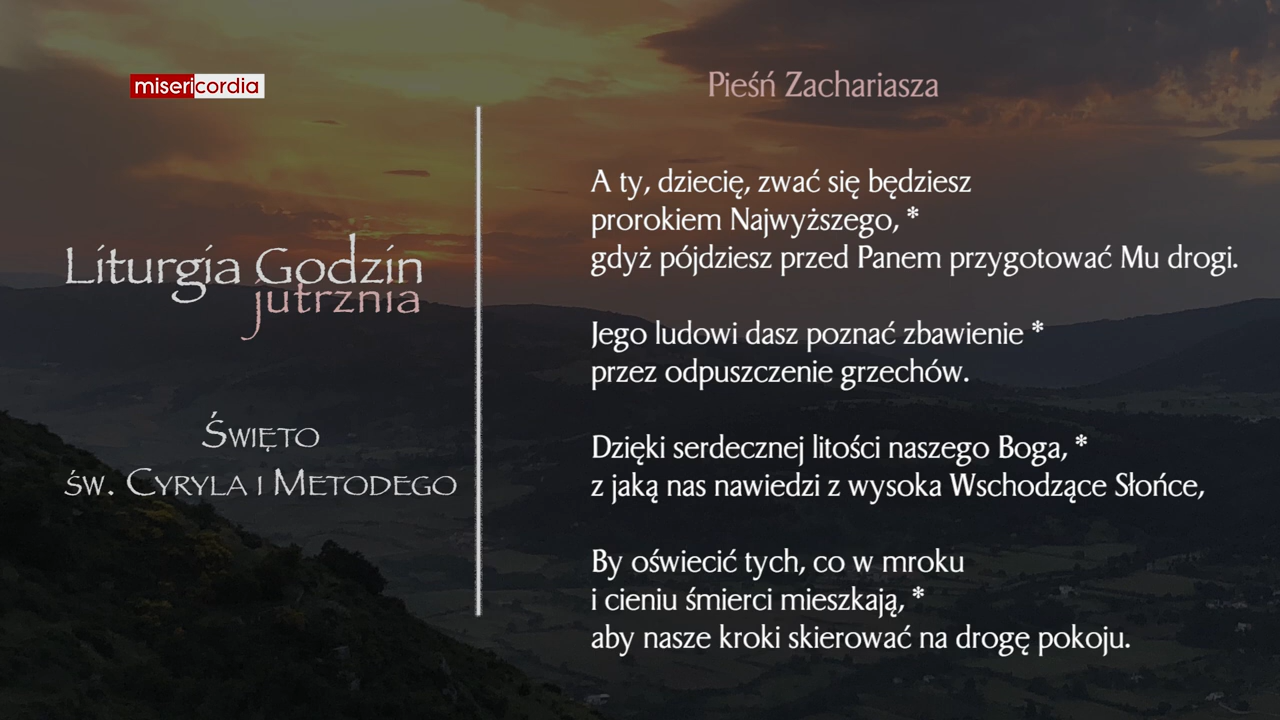 misericordia
Liturgia Godzin
jutrznia
Święto
św. Cyryla i Metodego
Pieśń Zachariasza
A ty, dziecię, zwać się będziesz
prorokiem Najwyższego, *
gdyż pójdziesz przed Panem przygotować Mu drogi.
Jego ludowi dasz poznać zbawienie *
przez odpuszczenie grzechów.
Dzięki serdecznej litości naszego Boga, *
z jaką nas nawiedzi z wysoka Wschodzące Słońce,
By oświecić tych, co w mroku
i cieniu śmierci mieszkają, *
aby nasze kroki skierować na drogę pokoju.